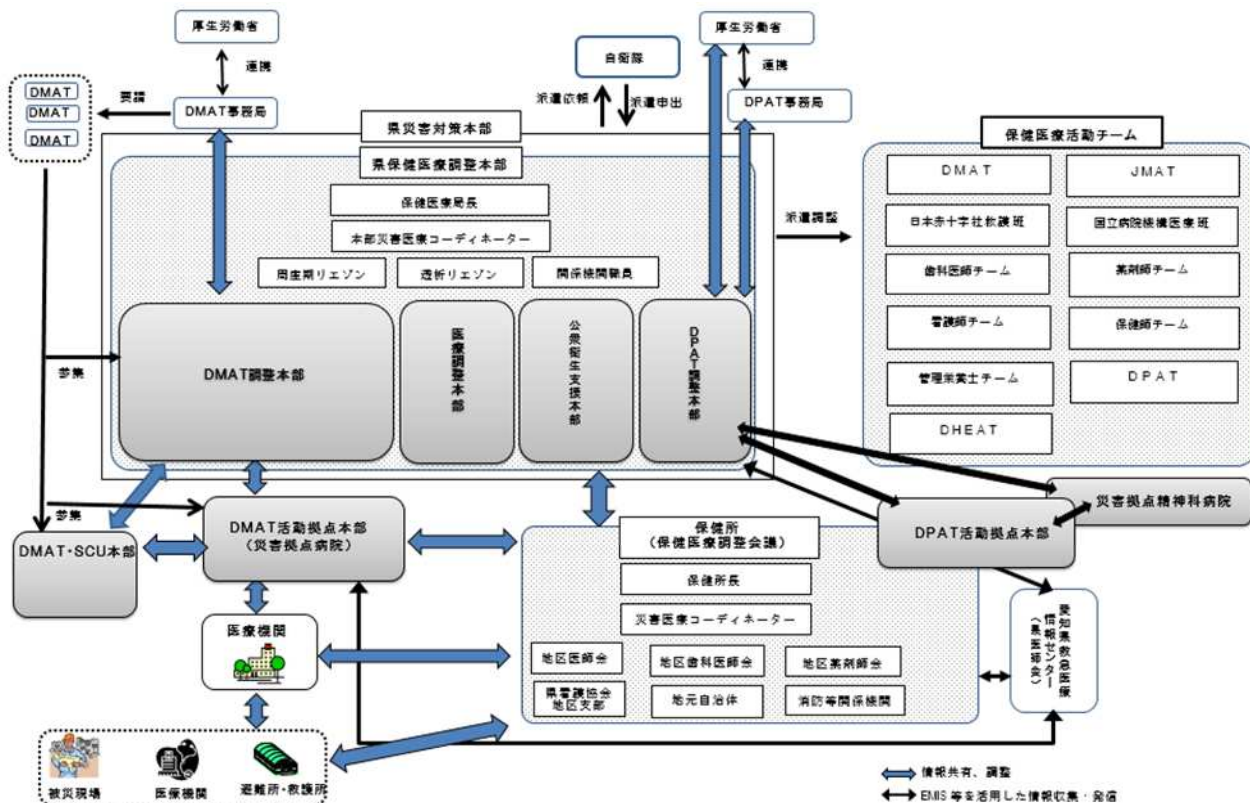 厚生労働省
連携
DMAT事務局
要請
DMAT
DMAT
DMAT
自衛隊
派遣依頼
派遣申出
厚生労働省
連携
DPAT事務局
県災害対策本部
県保健医療調整本部
保健医療局長
本部災害医療コーディネーター
周産期リエゾン
透析リエゾン
関係機関職員
DMAT調整本部
医療調整本部
公衆衛生支援本部
DPAT調整本部
派遣調整
保健医療活動チーム
DMAT
JMAT
日本赤十字社救護班
国立病院機構医療班
歯科医師チーム
薬剤師チーム
看護師チーム
保健師チーム
管理栄養士チーム
DPAT
DHEAT
参集
参集
DMAT・SCU本部
DMAT活動拠点本部
（災害拠点病院）
医療機関
被災現場
医療機関
避難所・救護所
保健所
（保健医療調整会議）
保健所長
災害医療コーディネーター
地区医師会
地区歯科医師会
地区薬剤師会
県看護協会
地区支部
地元自治体
消防等関係機関
DPAT活動拠点本部
災害拠点精神科病院
愛知県救急医療
情報センター
（県医師会）
情報共有、調整
EMIS等を活用した情報収集・発信